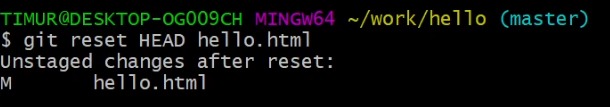 TIMUR@DESKTOP-OG009CH MINGW64 ~/work/hello (master)
$ git reset HEAD hello.html
Unstaged changes after reset:
M       hello.html